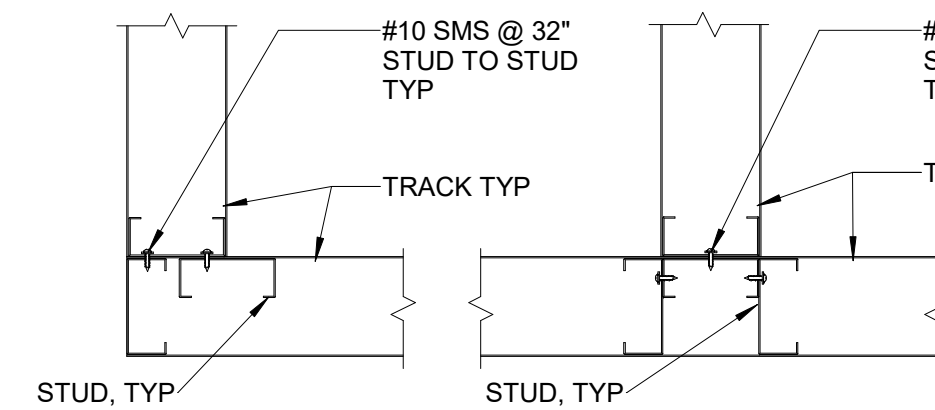 #10 SMS @ 32"
STUD TO STUD
TYP
TRACK TYP
STUD, TYP
STUD, TYP